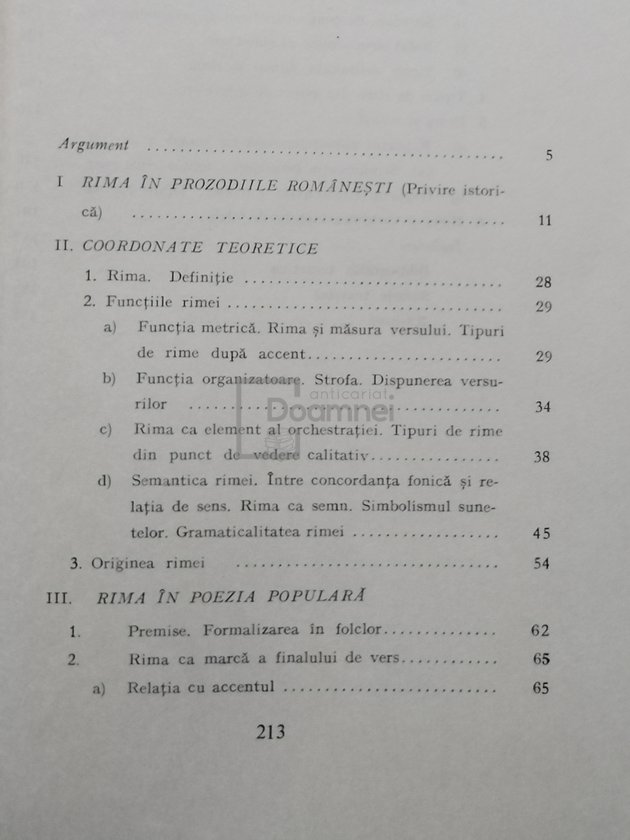 Argument ........................................... 5
I RIMA ÎN PROZODIILE ROMÂNEȘTI (Privire istori-
că) ............................................. 11
II. COORDONATE TEORETICE
1. Rima. Definiție ............................... 28
2. Funcțiile rimei ................................. 29
a) Funcția metrică. Rima și măsura versului. Tipuri
de rime după accent........................ 29
b) Funcția organizatoare. Strofa. Dispunerea versu-
rilor ...................................... 34
c) Rima ca element al orchestrației. Tipuri de rime
din punct de vedere calitativ................ 38
d) Semantica rimei. Între concordanța fonică și re-
lația de sens. Rima ca semn. Simbolismul sune-
telor. Gramaticalitatea rimei .................. 45
3. Originea rimei ................................ 54
III. RIMA ÎN POEZIA POPULARĂ
1. Premise. Formalizarea în folclor.............. 62
2. Rima ca marcă a finalului de vers............ 65
a) Relația cu accentul .......................... 65
213
anticariat
Doamnei